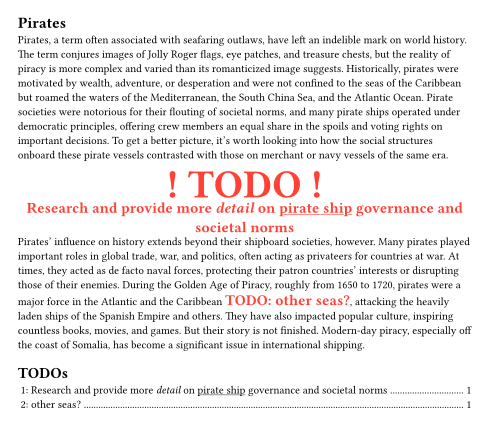 Pirates
Pirates, a term often associated with seafaring outlaws, have left an indelible mark on world history.
The term conjures images of Jolly Roger flags, eye patches, and treasure chests, but the reality of
piracy is more complex and varied than its romanticized image suggests. Historically, pirates were
motivated by wealth, adventure, or desperation and were not confined to the seas of the Caribbean
but roamed the waters of the Mediterranean, the South China Sea, and the Atlantic Ocean. Pirate
societies were notorious for their flouting of societal norms, and many pirate ships operated under
democratic principles, offering crew members an equal share in the spoils and voting rights on
important decisions. To get a better picture, it's worth looking into how the social structures
onboard these pirate vessels contrasted with those on merchant or navy vessels of the same era.
! TODO !
Research and provide more detail on pirate ship governance and
societal norms
Pirates' influence on history extends beyond their shipboard societies, however. Many pirates played
important roles in global trade, war, and politics, often acting as privateers for countries at war. At
times, they acted as de facto naval forces, protecting their patron countries' interests or disrupting
those of their enemies. During the Golden Age of Piracy, roughly from 1650 to 1720, pirates were a
major force in the Atlantic and the Caribbean TODO: other seas?, attacking the heavily
laden ships of the Spanish Empire and others. They have also impacted popular culture, inspiring
countless books, movies, and games. But their story is not finished. Modern-day piracy, especially off
the coast of Somalia, has become a significant issue in international shipping.
TODOs
1: Research and provide more detail on pirate ship governance and societal norms .............................. 1
2: other seas? ................................................................................................................................ 1